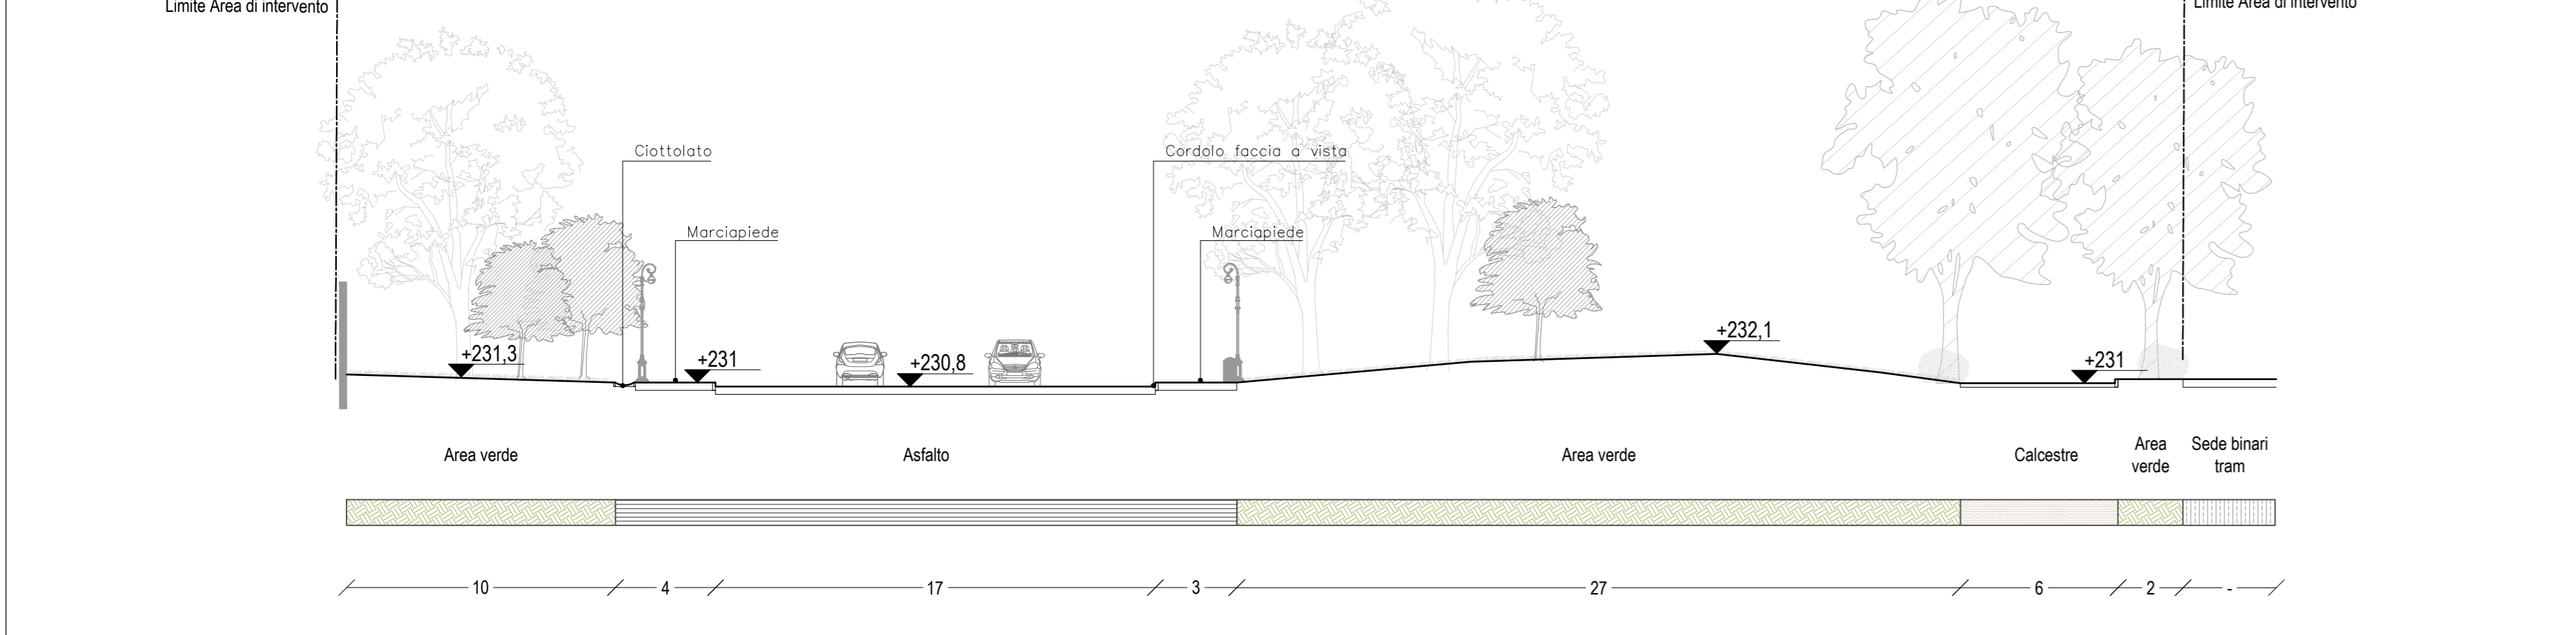 Limite Area di intervento
Limite Area di intervento
Ciottolato
Cordolo faccia a vista
Marciapiede
Marciapiede
+231,3
+231
+230,8
+232,1
+231
Area verde
Asfalto
Area verde
Calcestre
Area
verde
Sede binari
tram
10
4
17
3
27
6
2
-